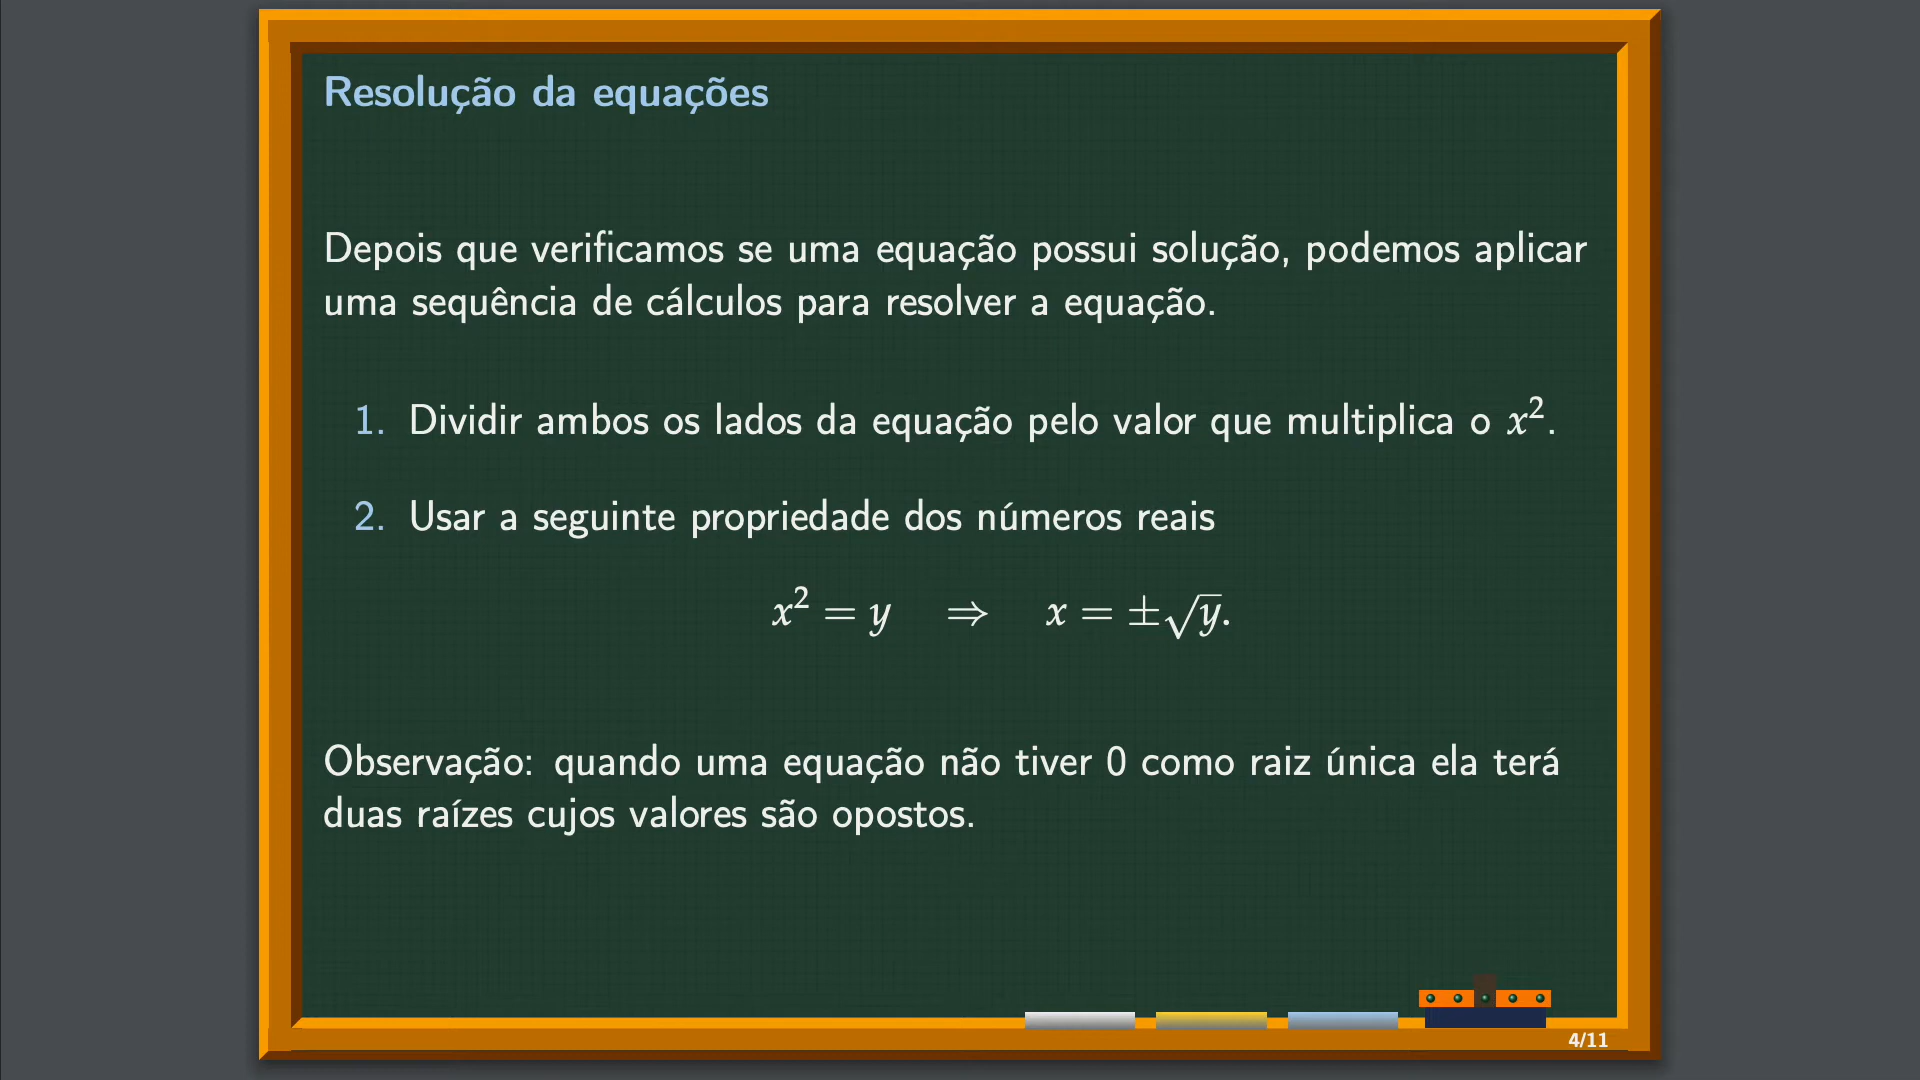 Resolução da equações
Depois que verificamos se uma equação possui solução, podemos aplicar
uma sequência de cálculos para resolver a equação.
1. Dividir ambos os lados da equação pelo valor que multiplica o x².
2. Usar a seguinte propriedade dos números reais
x² = y ⇒ x = ±√y.
Observação: quando uma equação não tiver 0 como raiz única ela terá
duas raízes cujos valores são opostos.
4/11